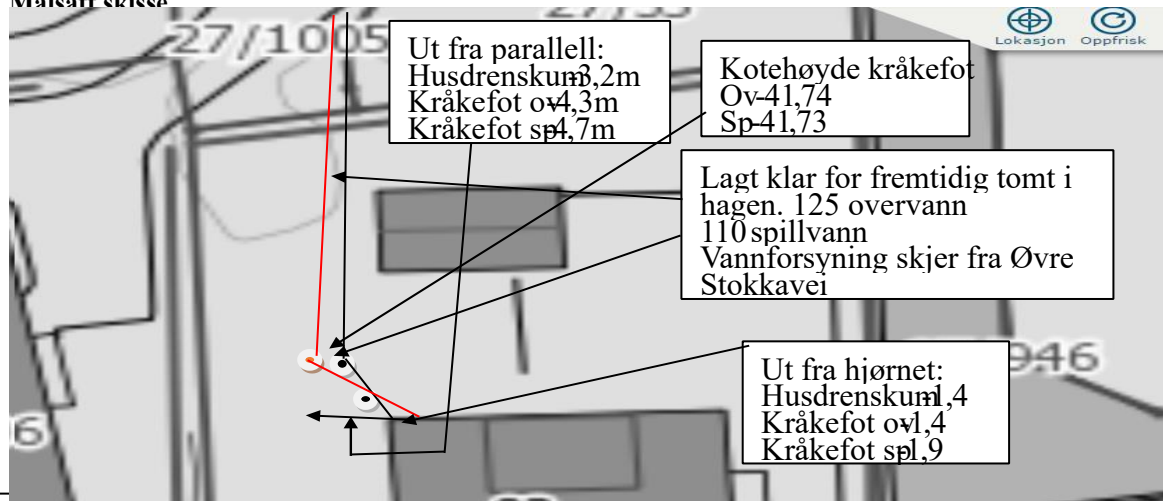 Målsatt skisse
27/1005
27/33
Lokasjon
Oppfrisk
Ut fra parallell:
Husdrenskum-3,2m
Kråkefot ov-4,3m
Kråkefot sp-4,7m
Kotehøyde kråkefot
Ov-41,74
Sp-41,73
Lagt klar for fremtidig tomt i
hagen. 125 overvann
110 spillvann
Vannforsyning skjer fra Øvre
Stokkavei
946
Ut fra hjørnet:
Husdrenskum-1,4
Kråkefot ov-1,4
Kråkefot sp-1,9
6